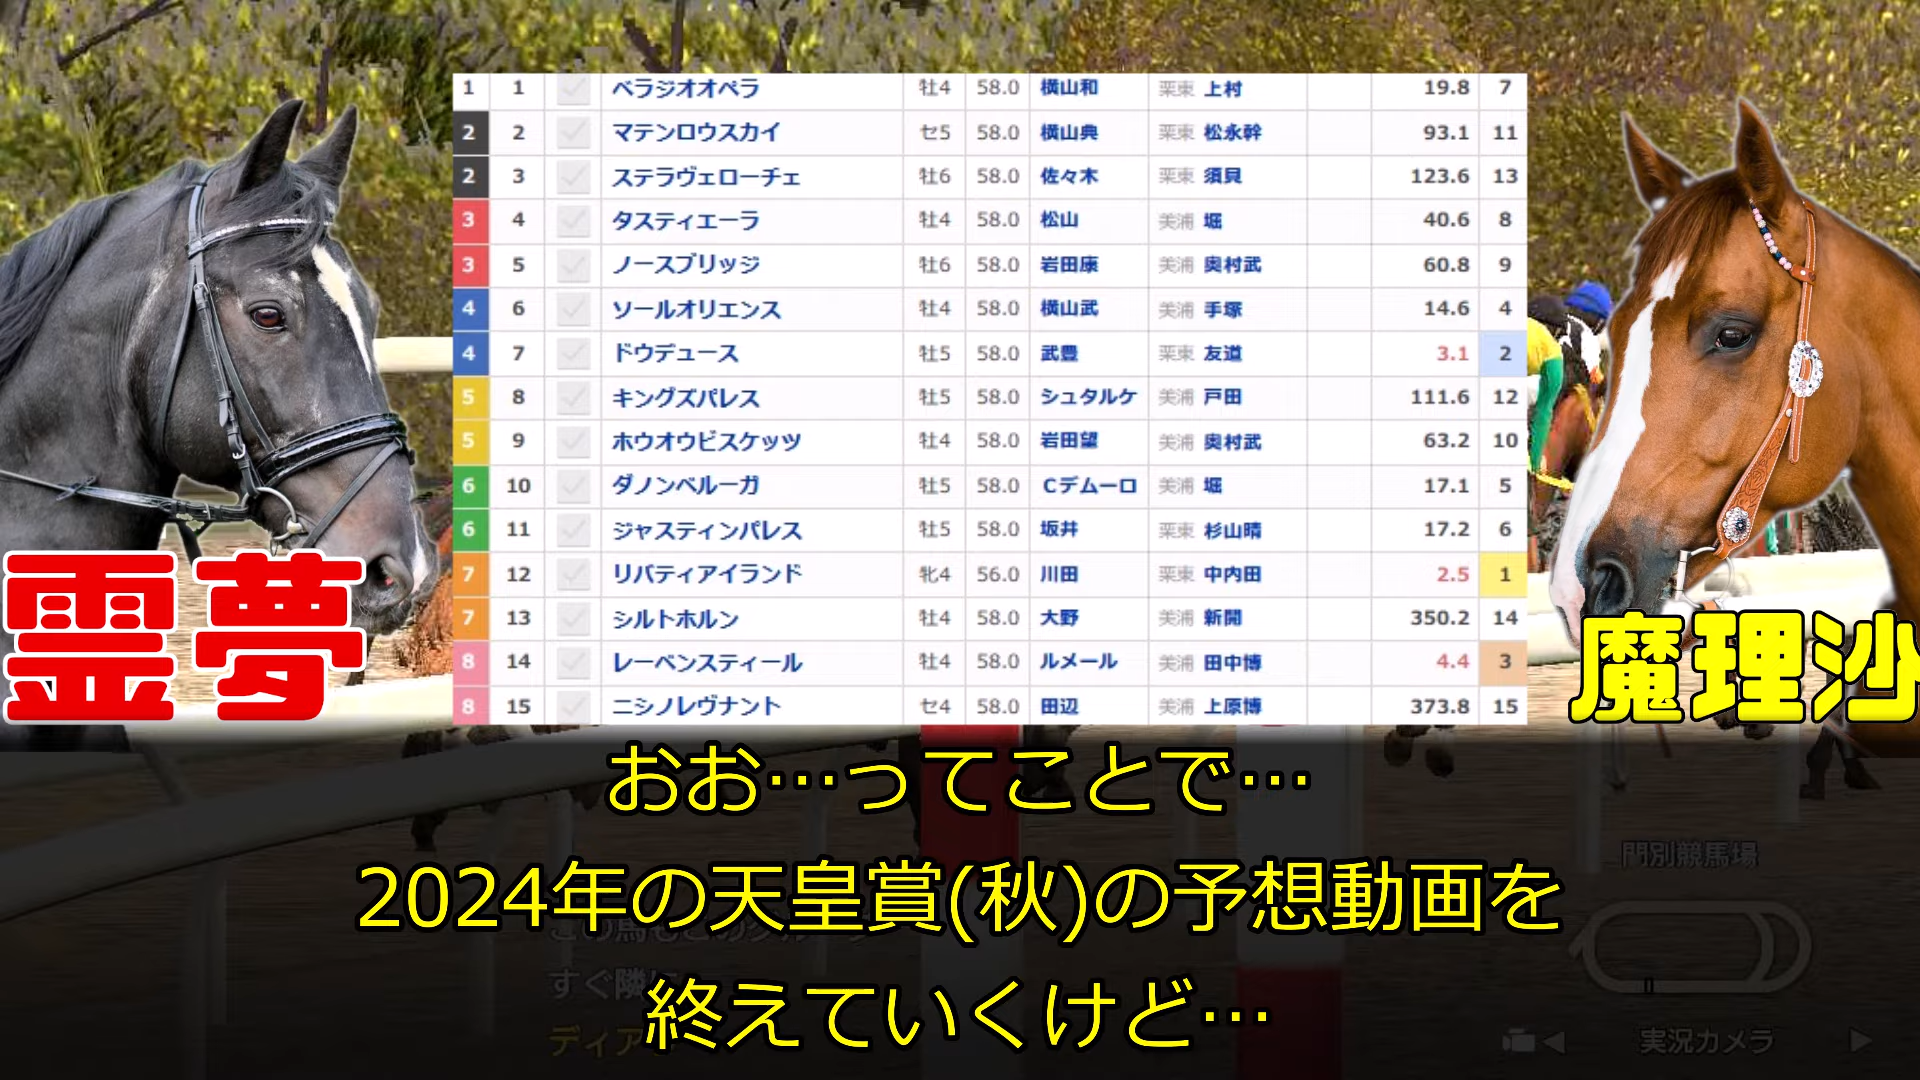 1 1 ベラジオオペラ 牡4 58.0 横山和 栗東 上村 19.8 7
2 2 マテンロウスカイ セ5 58.0 横山典 栗東 松永幹 93.1 11
2 3 ステラヴェローチェ 牡6 58.0 佐々木 栗東 須貝 123.6 13
3 4 タスティエーラ 牡4 58.0 松山 美浦 堀 40.6 8
3 5 ノースブリッジ 牡6 58.0 岩田康 美浦 奥村武 60.8 9
4 6 ソールオリエンス 牡4 58.0 横山武 美浦 手塚 14.6 4
4 7 ドウデュース 牡5 58.0 武豊 栗東 友道 3.1 2
5 8 キングズパレス 牡5 58.0 シュタルケ 美浦 戸田 111.6 12
5 9 ホウオウビスケッツ 牡4 58.0 岩田望 美浦 奥村武 63.2 10
6 10 ダノンベルーガ 牡5 58.0 Cデムーロ 美浦 堀 17.1 5
6 11 ジャスティンパレス 牡5 58.0 坂井 栗東 杉山晴 17.2 6
7 12 リバティアイランド 牝4 56.0 川田 栗東 中内田 2.5 1
7 13 シルトホルン 牡4 58.0 大野 美浦 新開 350.2 14
8 14 レーベンスティール 牡4 58.0 ルメール 美浦 田中博 4.4 3
8 15 ニシノレヴナント セ4 58.0 田辺 美浦 上原博 373.8 15
霊夢
魔理沙
おお…ってことで…
2024年の天皇賞(秋)の予想動画を
終えていくけど…
門別競馬場
すぐ隣
ディア
実況カメラ